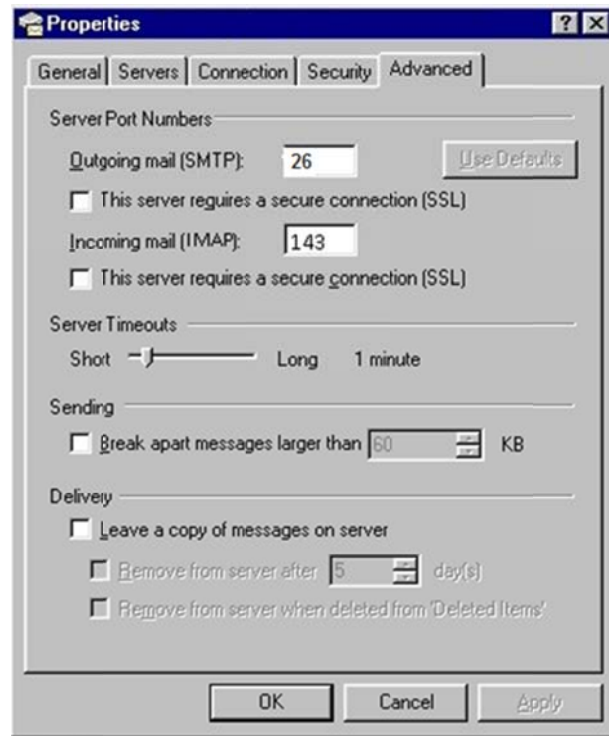 Properties
General Servers Connection Security Advanced
Server Port Numbers
Outgoing mail (SMTP): 26 Use Defaults
This server requires a secure connection (SSL)
Incoming mail (IMAP): 143
This server requires a secure connection (SSL)
Server Timeouts
Short Long 1 minute
Sending
Break apart messages larger than 60 KB
Delivery
Leave a copy of messages on server
Remove from server after 5 day(s)
Remove from server when deleted from 'Deleted Items'
OK Cancel Apply